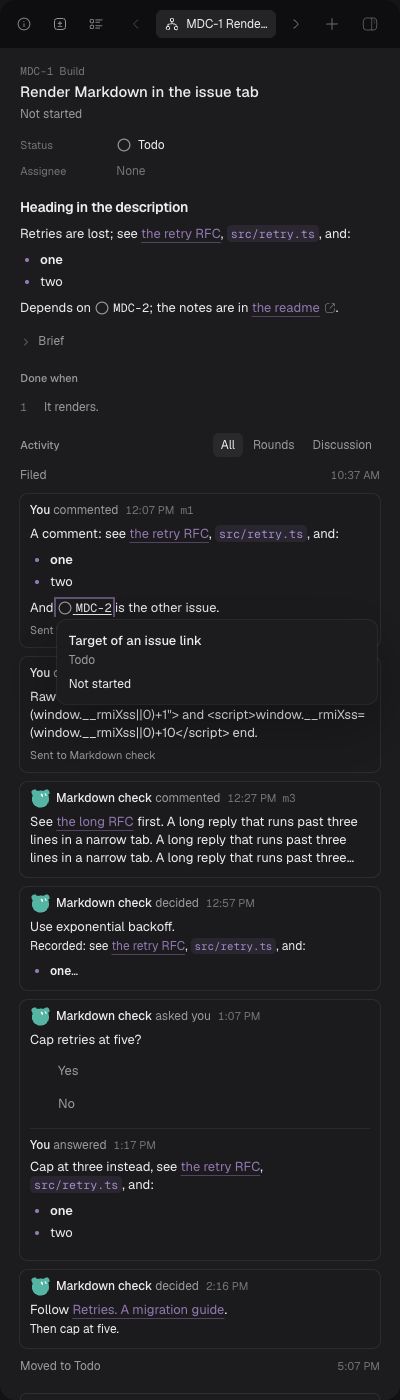 MDC-1 Rende…
MDC-1 Build
Render Markdown in the issue tab
Not started
Status Todo
Assignee None
Heading in the description
Retries are lost; see the retry RFC, src/retry.ts, and:
• one
• two
Depends on MDC-2; the notes are in the readme.
Brief
Done when
1 It renders.
Activity All Rounds Discussion
Filed 10:37 AM
You commented 12:07 PM m1
A comment: see the retry RFC, src/retry.ts, and:
• one
• two
And MDC-2 is the other issue.
Sent
Target of an issue link
Todo
Not started
You
Raw
(window.__rmiXss||0)+1"> and <script>window.__rmiXss=
(window.__rmiXss||0)+10</script> end.
Sent to Markdown check
Markdown check commented 12:27 PM m3
See the long RFC first. A long reply that runs past three
lines in a narrow tab. A long reply that runs past three
lines in a narrow tab. A long reply that runs past three…
Markdown check decided 12:57 PM
Use exponential backoff.
Recorded: see the retry RFC, src/retry.ts, and:
• one…
Markdown check asked you 1:07 PM
Cap retries at five?
Yes
No
You answered 1:17 PM
Cap at three instead, see the retry RFC,
src/retry.ts, and:
• one
• two
Markdown check decided 2:16 PM
Follow Retries. A migration guide.
Then cap at five.
Moved to Todo 5:07 PM